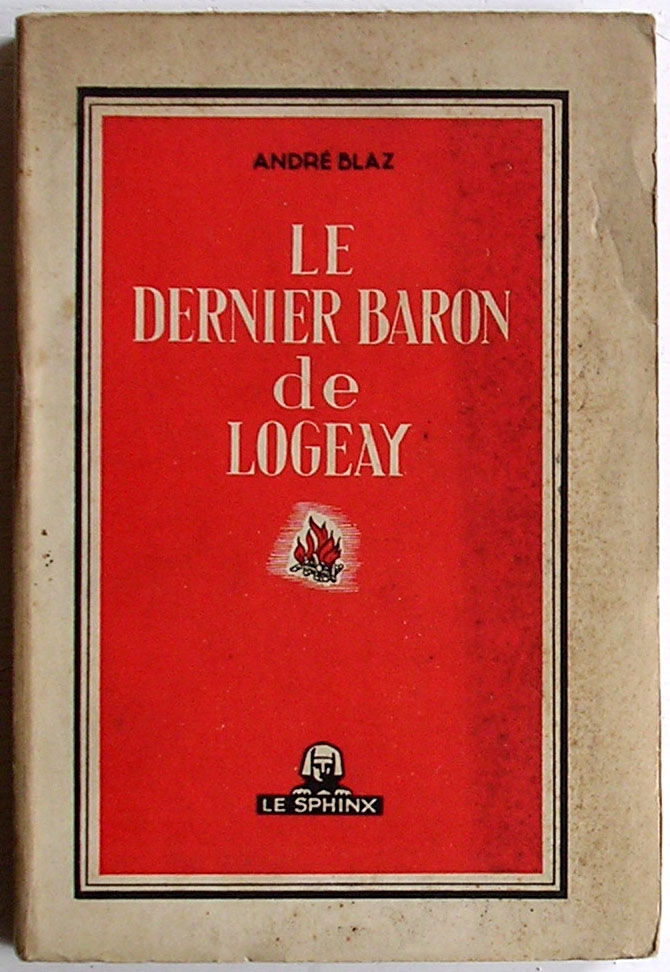 ANDRÉ BLAZ
LE
DERNIER BARON
de
LOGEAY
LE SPHINX